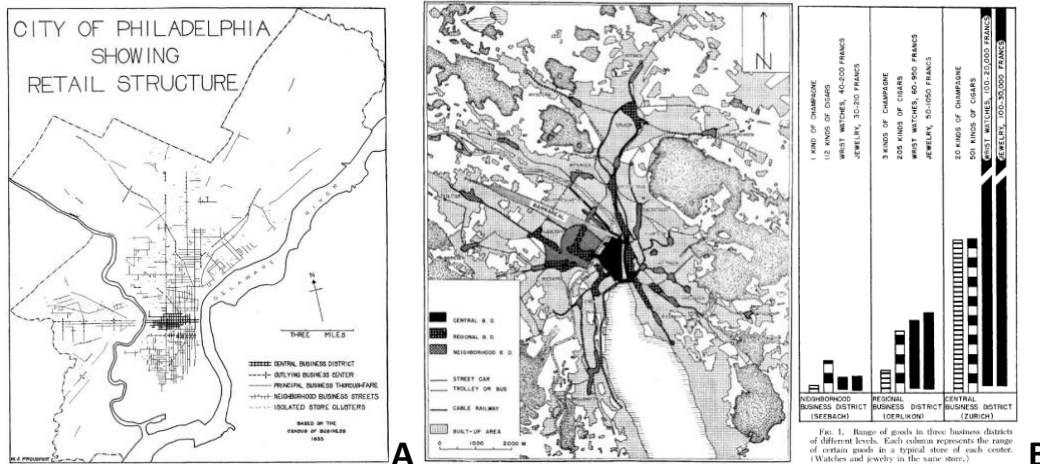 CITY OF PHILADELPHIA
SHOWING
RETAIL STRUCTURE
DELAWARE RIVER
N
THREE MILES
CENTRAL BUSINESS DISTRICT
OUTLYING BUSINESS CENTER
PRINCIPAL BUSINESS THOROUGHFARE
NEIGHBORHOOD BUSINESS STREETS
ISOLATED STORE CLUSTERS
BASED ON THE
CENSUS OF BUSINESS
1935
M. J. PROUDFOOT
A
N
CENTRAL B. D.
REGIONAL B. D.
NEIGHBORHOOD B. D.
STREET CAR
TROLLEY OR BUS
CABLE RAILWAY
BUILT-UP AREA
0 1000 2000 M
1 KIND OF CHAMPAGNE
112 KINDS OF CIGARS
WRIST WATCHES, 40-200 FRANCS
JEWELRY, 30-210 FRANCS
3 KINDS OF CHAMPAGNE
205 KINDS OF CIGARS
WRIST WATCHES, 60-950 FRANCS
JEWELRY, 50-1050 FRANCS
20 KINDS OF CHAMPAGNE
501 KINDS OF CIGARS
WRIST WATCHES, 100-20,000 FRANCS
JEWELRY, 100-30,000 FRANCS
NEIGHBORHOOD
BUSINESS DISTRICT
(SEEBACH)
REGIONAL
BUSINESS DISTRICT
(OERLIKON)
CENTRAL
BUSINESS DISTRICT
(ZURICH)
FIG. 1. Range of goods in three business districts
of different levels. Each column represents the range
of certain goods in a typical store of each center.
(Watches and jewelry in the same store.)
B